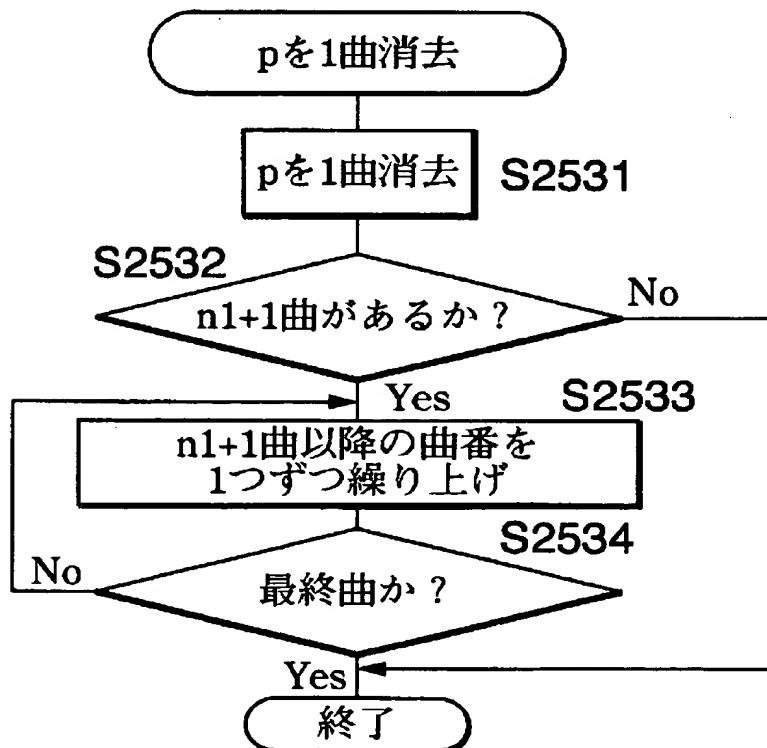 pを1曲消去
pを1曲消去
S2531
S2532
n1+1曲があるか?
No
Yes
S2533
n1+1曲以降の曲番を
1つずつ繰り上げ
S2534
No
最終曲か?
Yes
終了